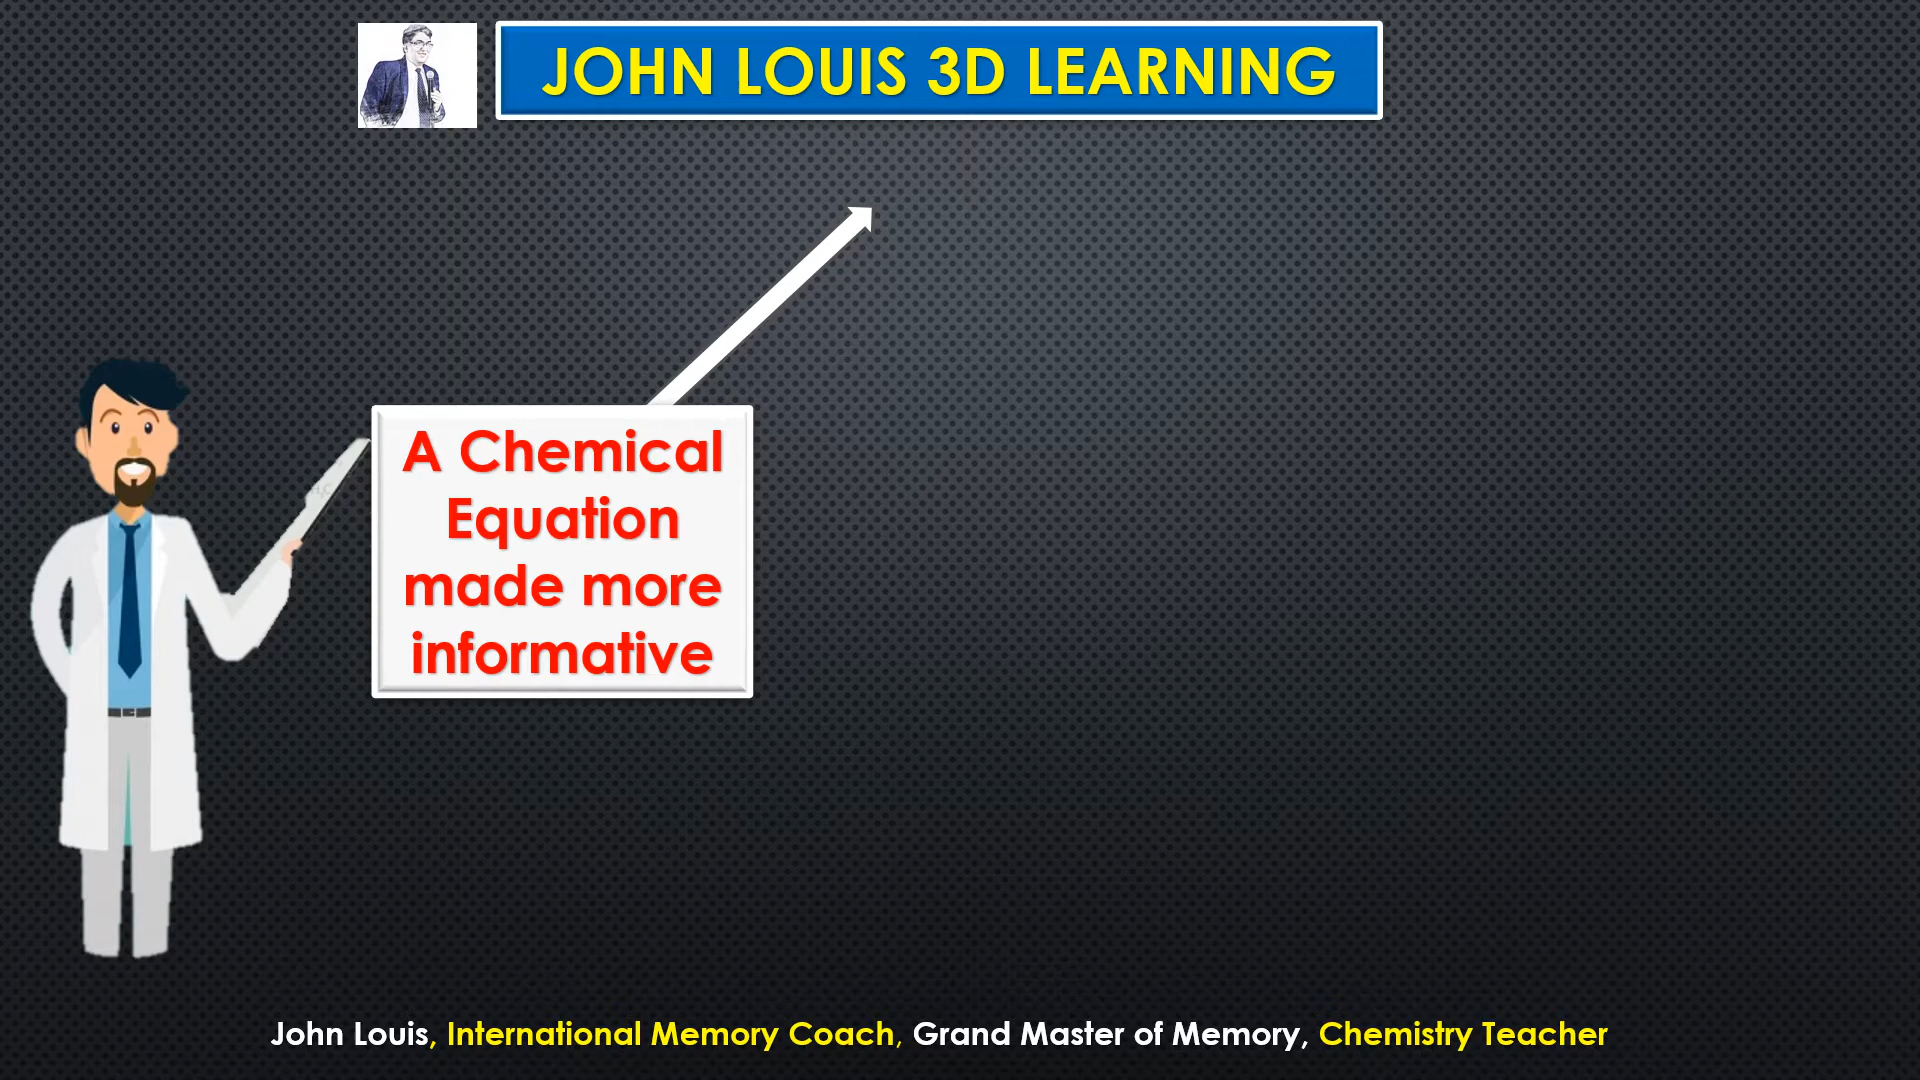 JOHN LOUIS 3D LEARNING
A Chemical
Equation
made more
informative
John Louis, International Memory Coach, Grand Master of Memory, Chemistry Teacher